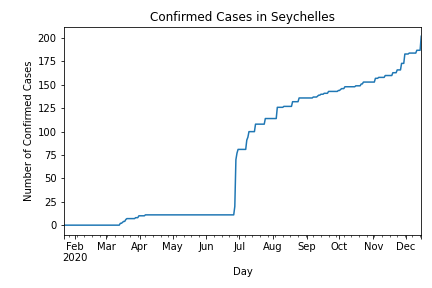 Confirmed Cases in Seychelles
Number of Confirmed Cases
200
175
150
125
100
75
50
25
0
Feb Mar Apr May Jun Jul Aug Sep Oct Nov Dec
2020
Day